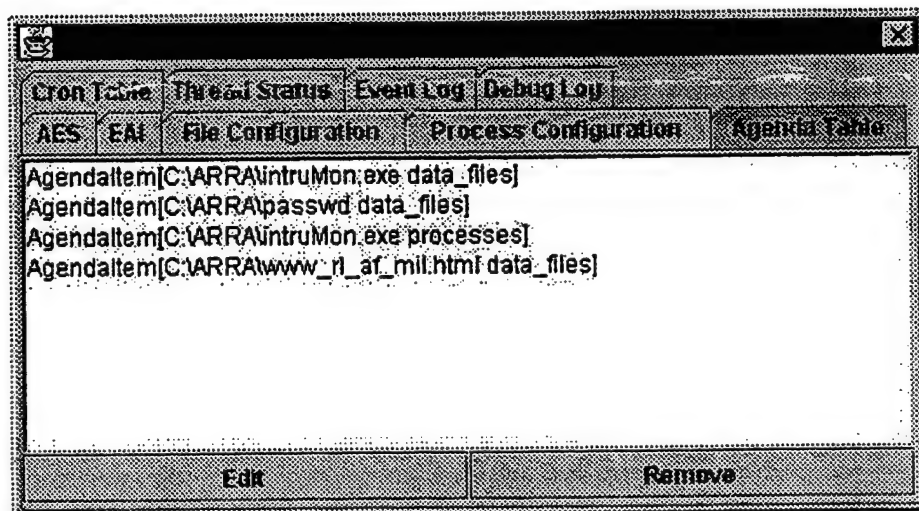 Cron Table Thread Status Event Log Debug Log
AES EAI File Configuration Process Configuration Agenda Table
AgendaItem[C:\ARRA\intruMon.exe data_files]
AgendaItem[C:\ARRA\passwd data_files]
AgendaItem[C:\ARRA\intruMon.exe processes]
AgendaItem[C:\ARRA\www_rl_af_mil.html data_files]
Edit Remove